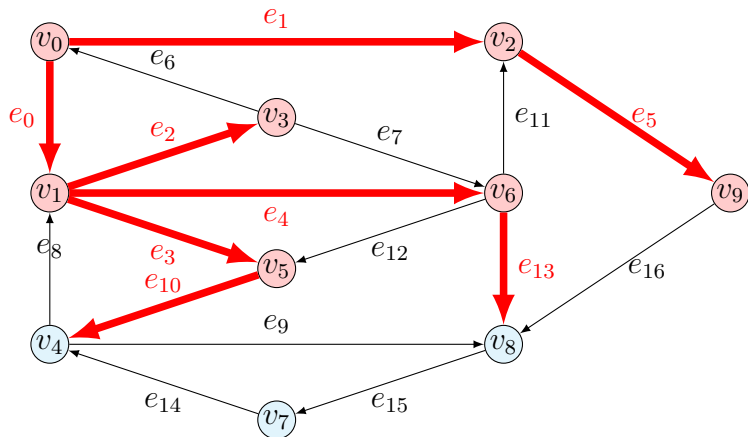 e₁
v₀ v₂
e₆
e₀ e₂ v₃ e₇ e₁₁ e₅
v₁ v₆ v₉
e₄
e₈ e₃ e₁₂
e₁₀ v₅ e₁₃ e₁₆
e₉
v₄ v₈
e₁₄ e₁₅
v₇